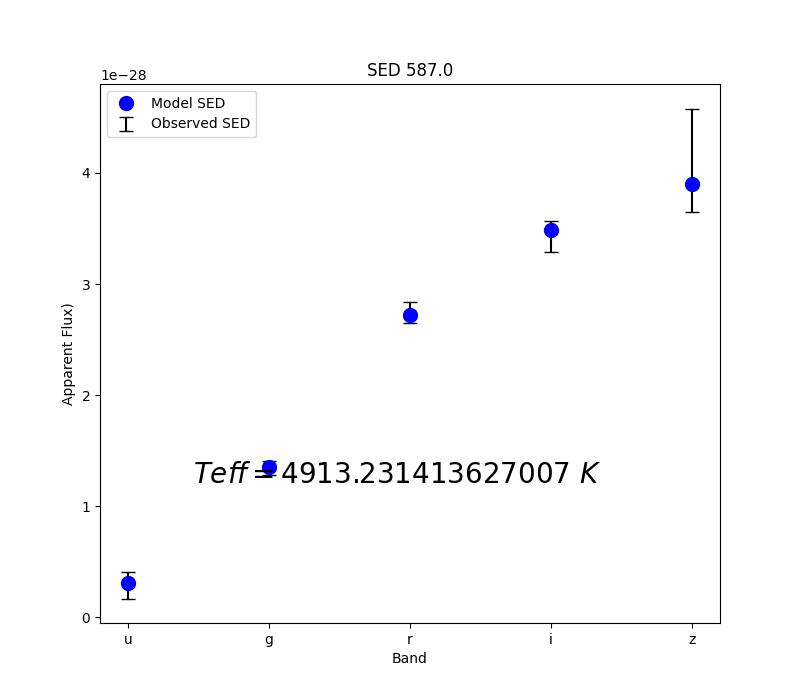 SED 587.0
1e−28
Model SED
Observed SED
4
3
2
1
0
Apparent Flux)
Teff = 4913.231413627007 K
u g r i z
Band